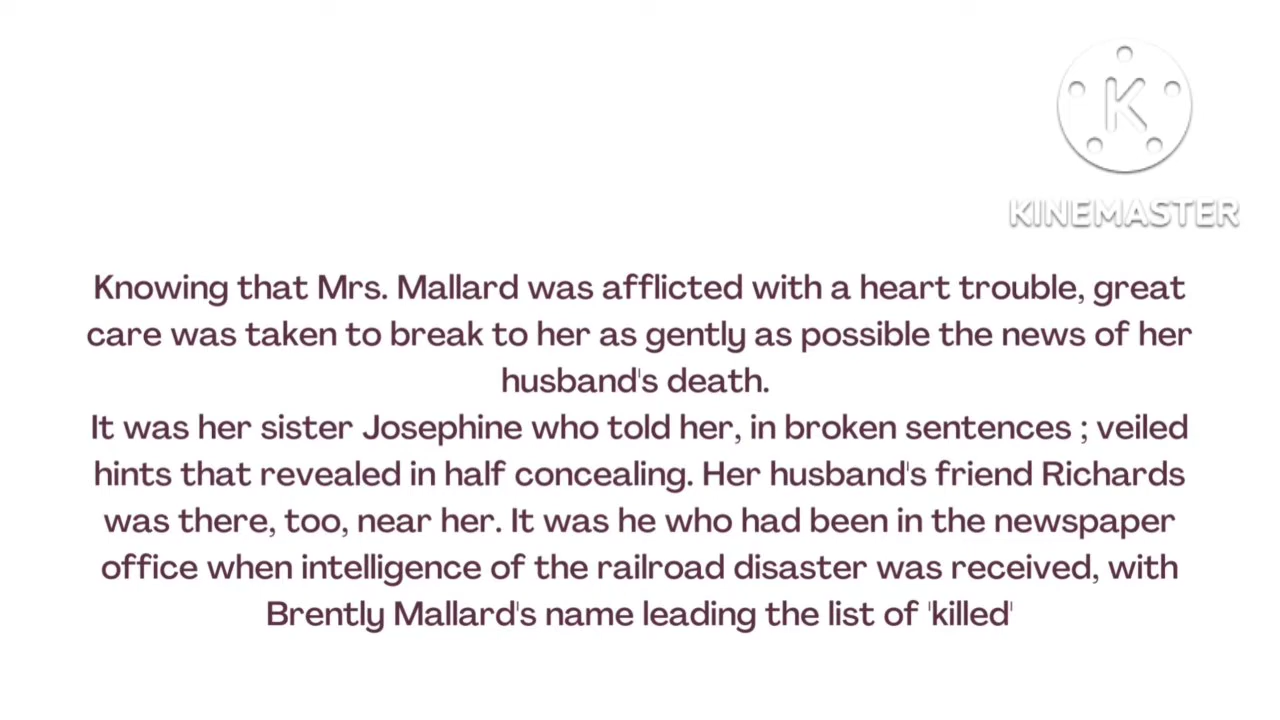 K
KINEMASTER
Knowing that Mrs. Mallard was afflicted with a heart trouble, great
care was taken to break to her as gently as possible the news of her
husband's death.
It was her sister Josephine who told her, in broken sentences ; veiled
hints that revealed in half concealing. Her husband's friend Richards
was there, too, near her. It was he who had been in the newspaper
office when intelligence of the railroad disaster was received, with
Brently Mallard's name leading the list of 'killed'